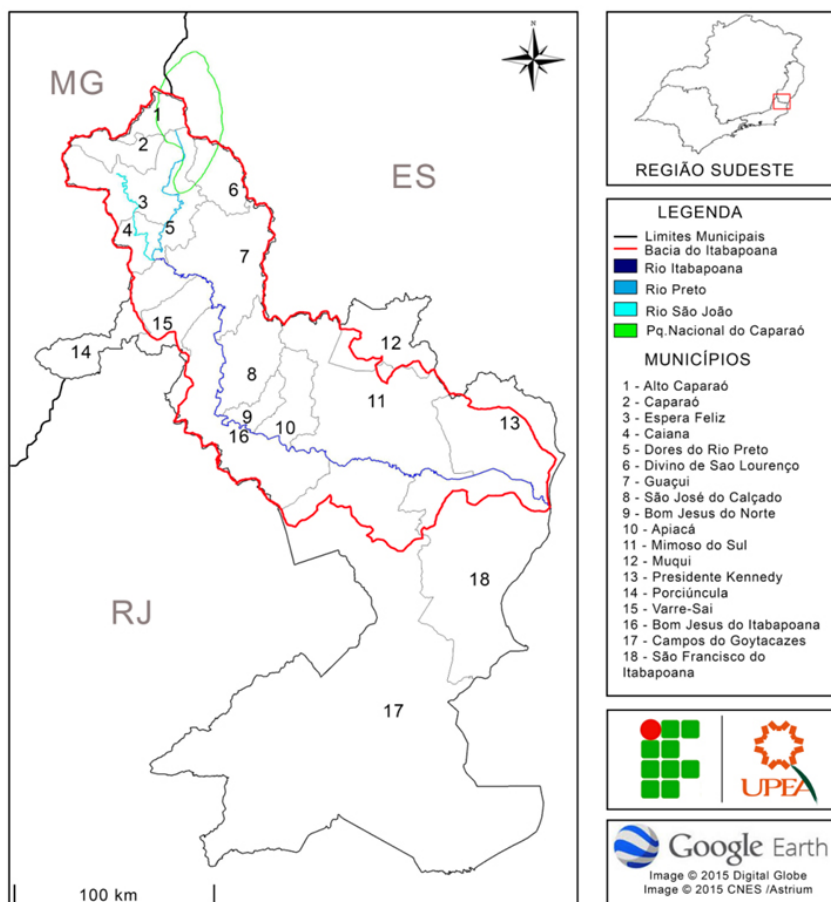 N
MG
ES
RJ
1
2
3
4
5
6
7
8
9
10
11
12
13
14
15
16
17
18
100 km
REGIÃO SUDESTE
LEGENDA
Limites Municipais
Bacia do Itabapoana
Rio Itabapoana
Rio Preto
Rio São João
Pq.Nacional do Caparaó
MUNICÍPIOS
1 - Alto Caparaó
2 - Caparaó
3 - Espera Feliz
4 - Caiana
5 - Dores do Rio Preto
6 - Divino de Sao Lourenço
7 - Guaçui
8 - São José do Calçado
9 - Bom Jesus do Norte
10 - Apiacá
11 - Mimoso do Sul
12 - Muqui
13 - Presidente Kennedy
14 - Porciúncula
15 - Varre-Sai
16 - Bom Jesus do Itabapoana
17 - Campos do Goytacazes
18 - São Francisco do
Itabapoana
UPEA
Google Earth
Image © 2015 Digital Globe
Image © 2015 CNES /Astrium